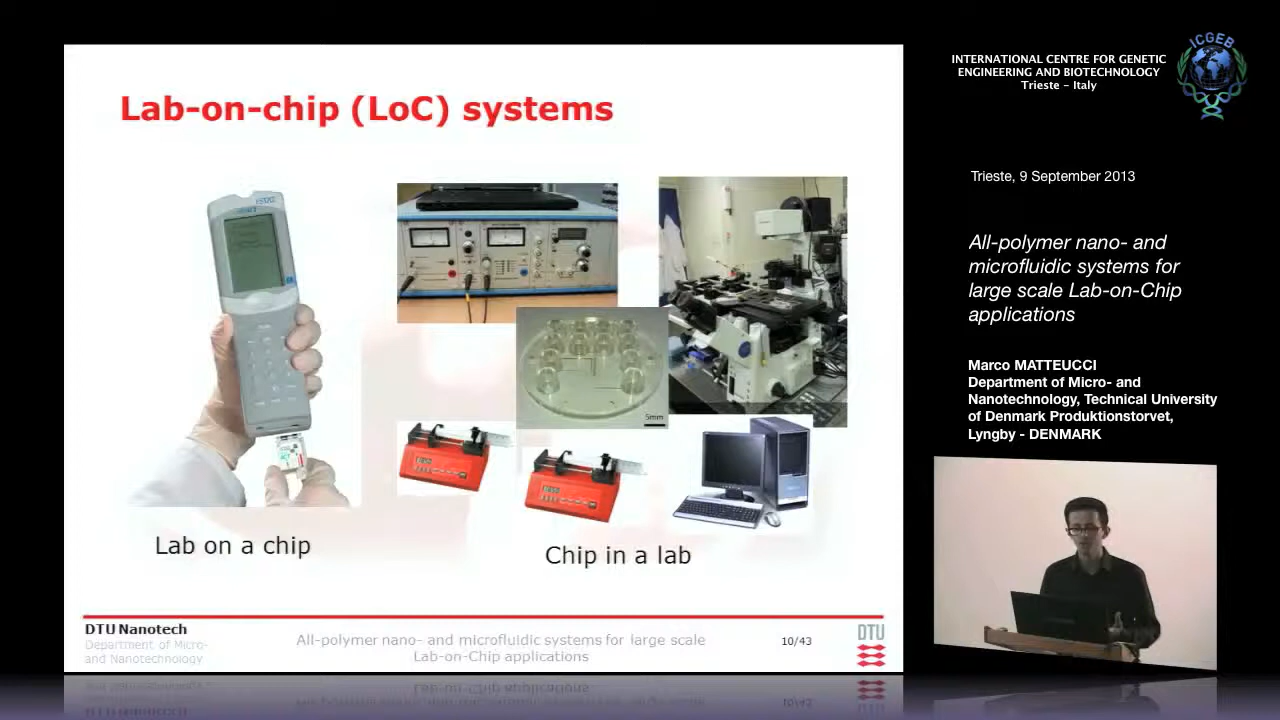 Lab-on-chip (LoC) systems
5mm
Lab on a chip
Chip in a lab
DTU Nanotech
Department of Micro-
and Nanotechnology
All-polymer nano- and microfluidic systems for large scale
Lab-on-Chip applications
10/43
DTU
INTERNATIONAL CENTRE FOR GENETIC
ENGINEERING AND BIOTECHNOLOGY
Trieste - Italy
ICGEB
Trieste, 9 September 2013
All-polymer nano- and
microfluidic systems for
large scale Lab-on-Chip
applications
Marco MATTEUCCI
Department of Micro- and
Nanotechnology, Technical University
of Denmark Produktionstorvet,
Lyngby - DENMARK